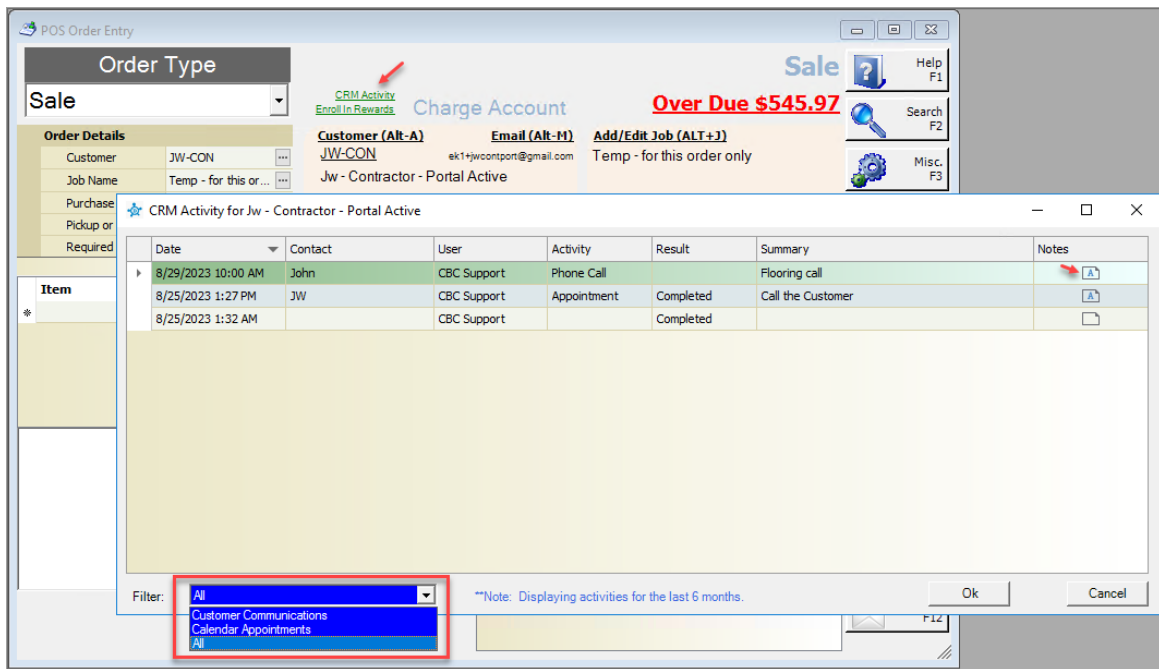 POS Order Entry
Order Type
Sale
CRM Activity
Enroll In Rewards
Charge Account
Sale
Over Due $545.97
Help
F1
Search
F2
Misc.
F3
Order Details
Customer JW-CON ...
Job Name Temp - for this or... ...
Purchase
Pickup or
Required
Customer (Alt-A) Email (Alt-M) Add/Edit Job (ALT+J)
JW-CON ek1+jwcontport@gmail.com Temp - for this order only
Jw - Contractor - Portal Active
Item
CRM Activity for Jw - Contractor - Portal Active
Date Contact User Activity Result Summary Notes
8/29/2023 10:00 AM John CBC Support Phone Call Flooring call A
8/25/2023 1:27 PM JW CBC Support Appointment Completed Call the Customer A
8/25/2023 1:32 AM CBC Support Completed
Filter: All **Note: Displaying activities for the last 6 months. Ok Cancel
Customer Communications
Calendar Appointments
All
F12